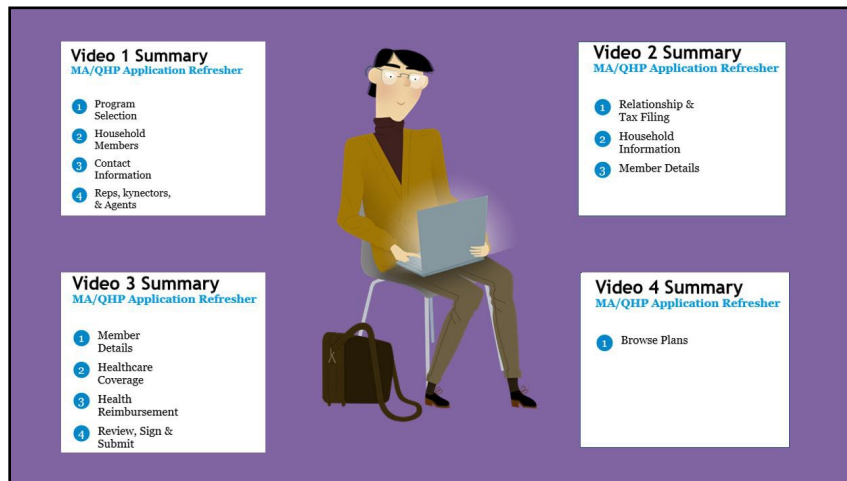 Video 1 Summary
MA/QHP Application Refresher
1 Program
Selection
2 Household
Members
3 Contact
Information
4 Reps, kynectors,
& Agents
Video 2 Summary
MA/QHP Application Refresher
1 Relationship &
Tax Filing
2 Household
Information
3 Member Details
Video 3 Summary
MA/QHP Application Refresher
1 Member
Details
2 Healthcare
Coverage
3 Health
Reimbursement
4 Review, Sign &
Submit
Video 4 Summary
MA/QHP Application Refresher
1 Browse Plans